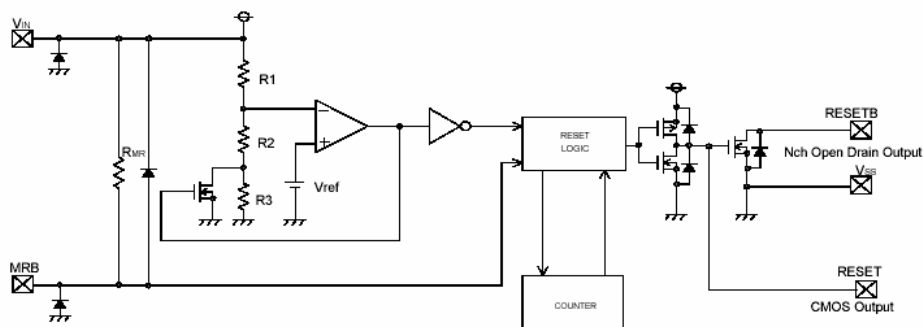 VIN
R1
RMR
R2
R3
Vref
RESET
LOGIC
RESETB
Nch Open Drain Output
VSS
MRB
COUNTER
RESET
CMOS Output